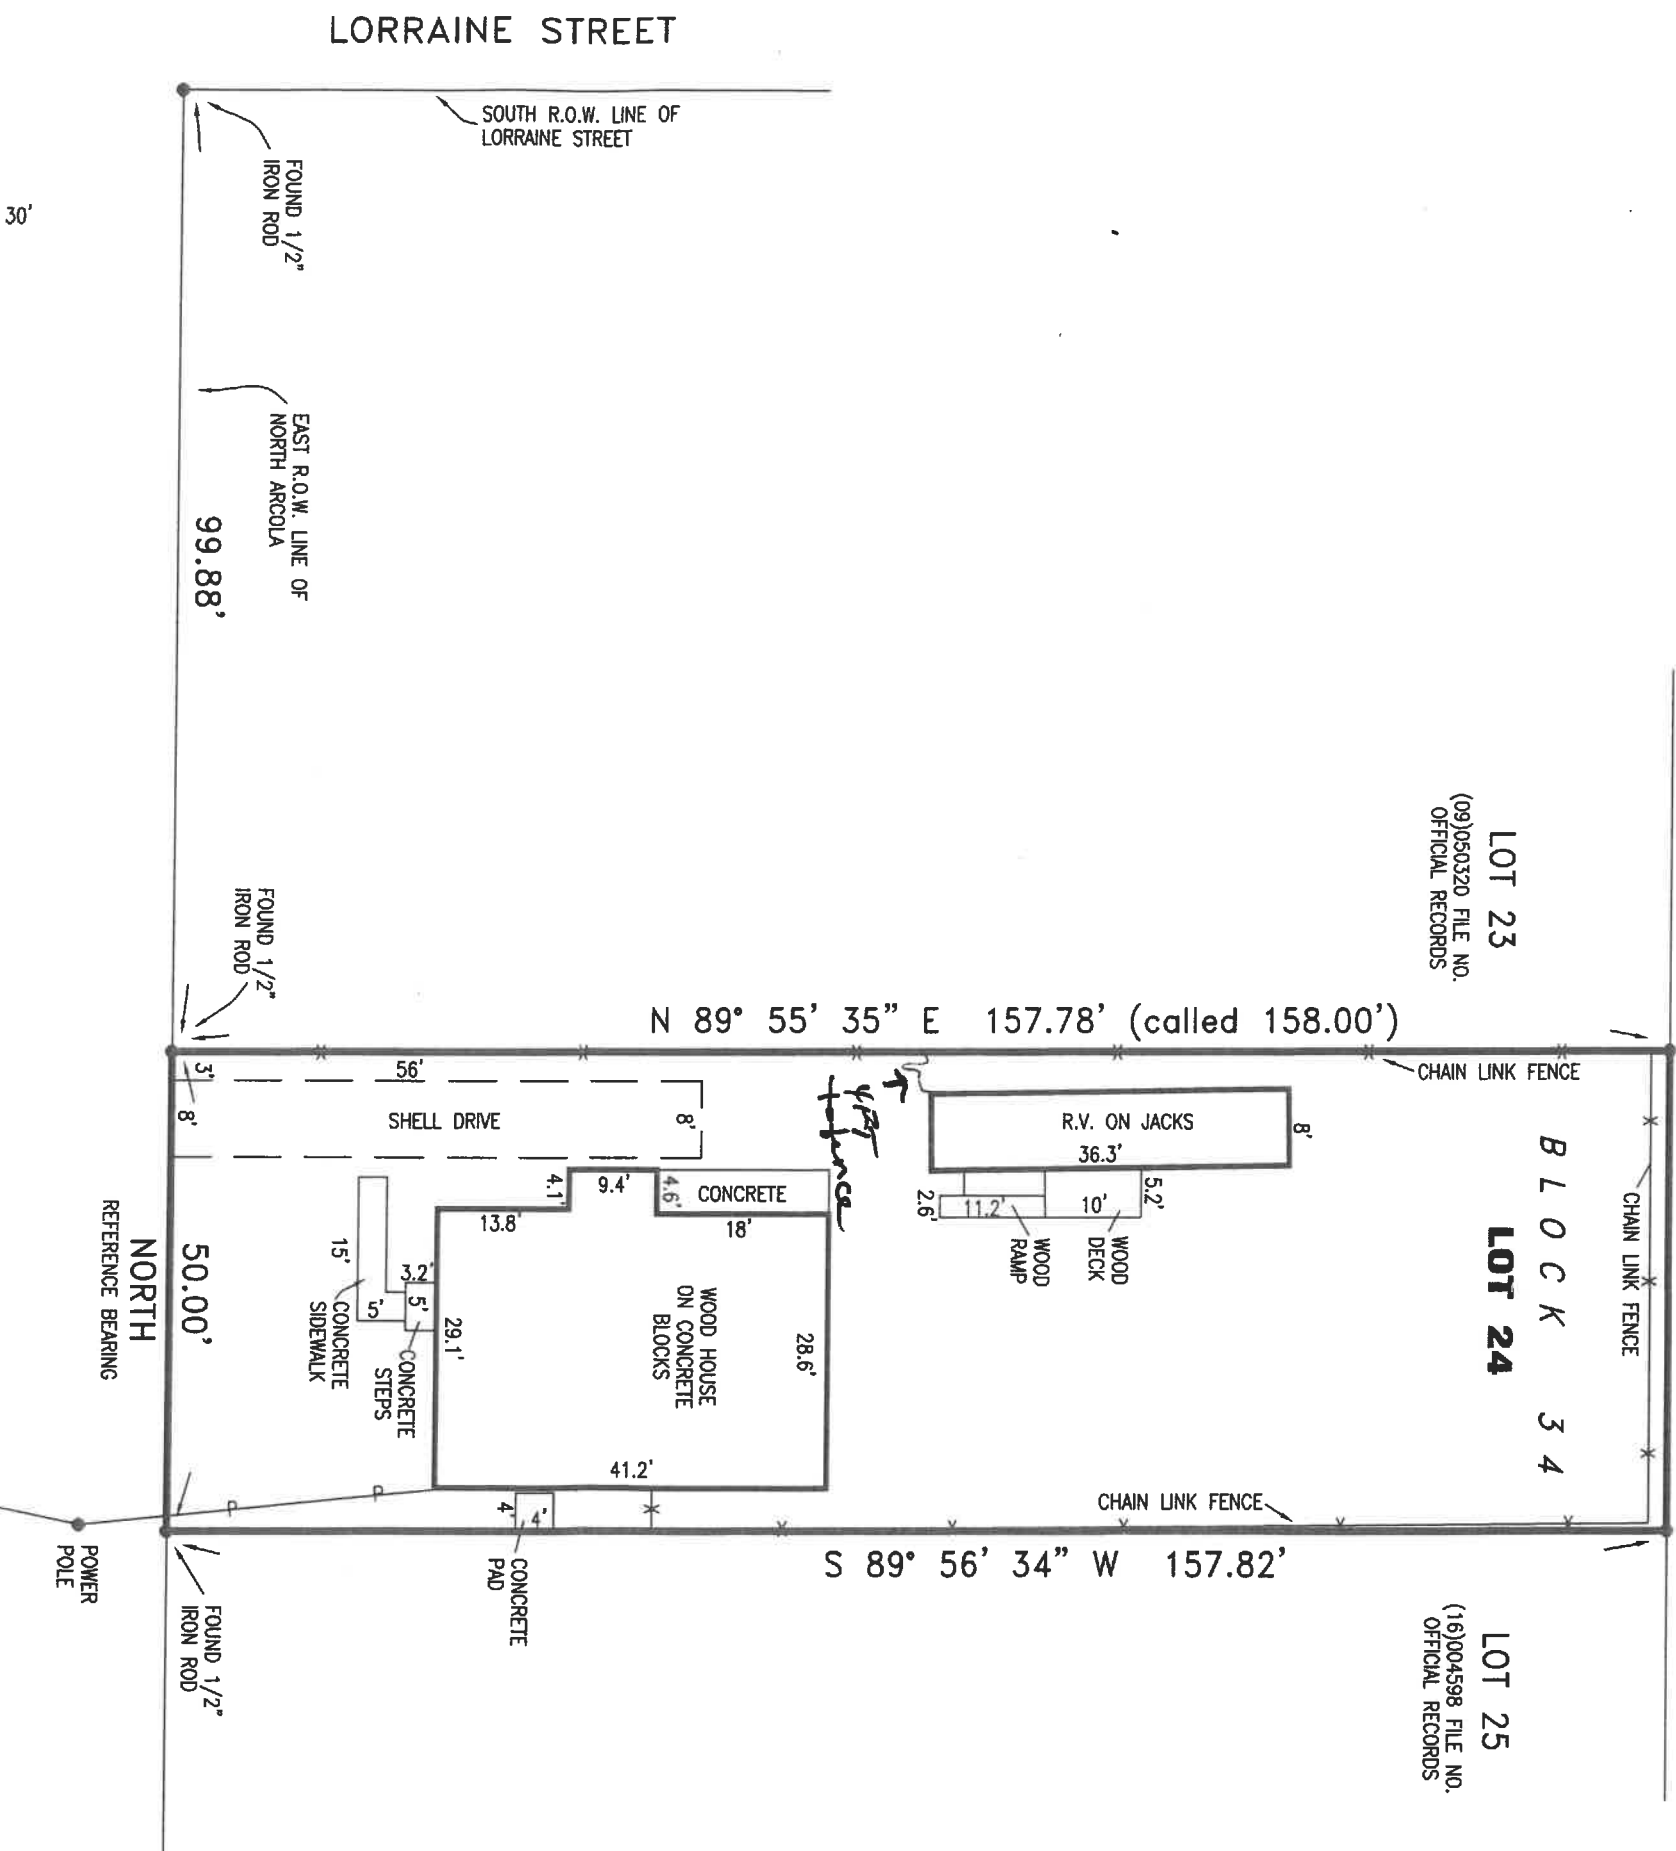 LORRAINE STREET
SOUTH R.O.W. LINE OF
LORRAINE STREET
FOUND 1/2"
IRON ROD
30'
EAST R.O.W. LINE OF
NORTH ARCOLA
99.88'
LOT 23
(09)050320 FILE NO.
OFFICIAL RECORDS
FOUND 1/2"
IRON ROD
N 89° 55' 35" E 157.78' (called 158.00')
CHAIN LINK FENCE
3'
56'
8'
SHELL DRIVE
8'
4 ft
fence
R.V. ON JACKS
36.3'
8'
BLOCK 34
LOT 24
CHAIN LINK FENCE
4.1'
9.4'
4.6'
CONCRETE
13.8'
18'
2.6'
11.2'
10'
5.2'
WOOD
RAMP
WOOD
DECK
REFERENCE BEARING
NORTH
50.00'
15'
CONCRETE
SIDEWALK
3.2'
5'
5'
CONCRETE
STEPS
29.1'
WOOD HOUSE
ON CONCRETE
BLOCKS
28.6'
41.2'
P
P
4'
4'
CONCRETE
PAD
CHAIN LINK FENCE
S 89° 56' 34" W 157.82'
POWER
POLE
FOUND 1/2"
IRON ROD
LOT 25
(16)004598 FILE NO.
OFFICIAL RECORDS